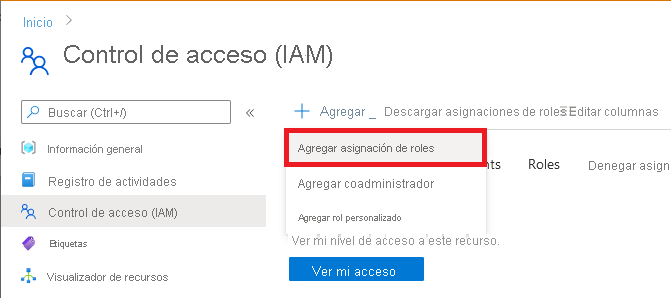 Inicio
Control de acceso (IAM)
Buscar (Ctrl+/)
«
Agregar _ Descargar asignaciones de roles Editar columnas
Información general
Agregar asignación de roles
nts Roles Denegar asign
Registro de actividades
Agregar coadministrador
Control de acceso (IAM)
Agregar rol personalizado
Etiquetas
Ver mi nivel de acceso a este recurso.
Visualizador de recursos
Ver mi acceso